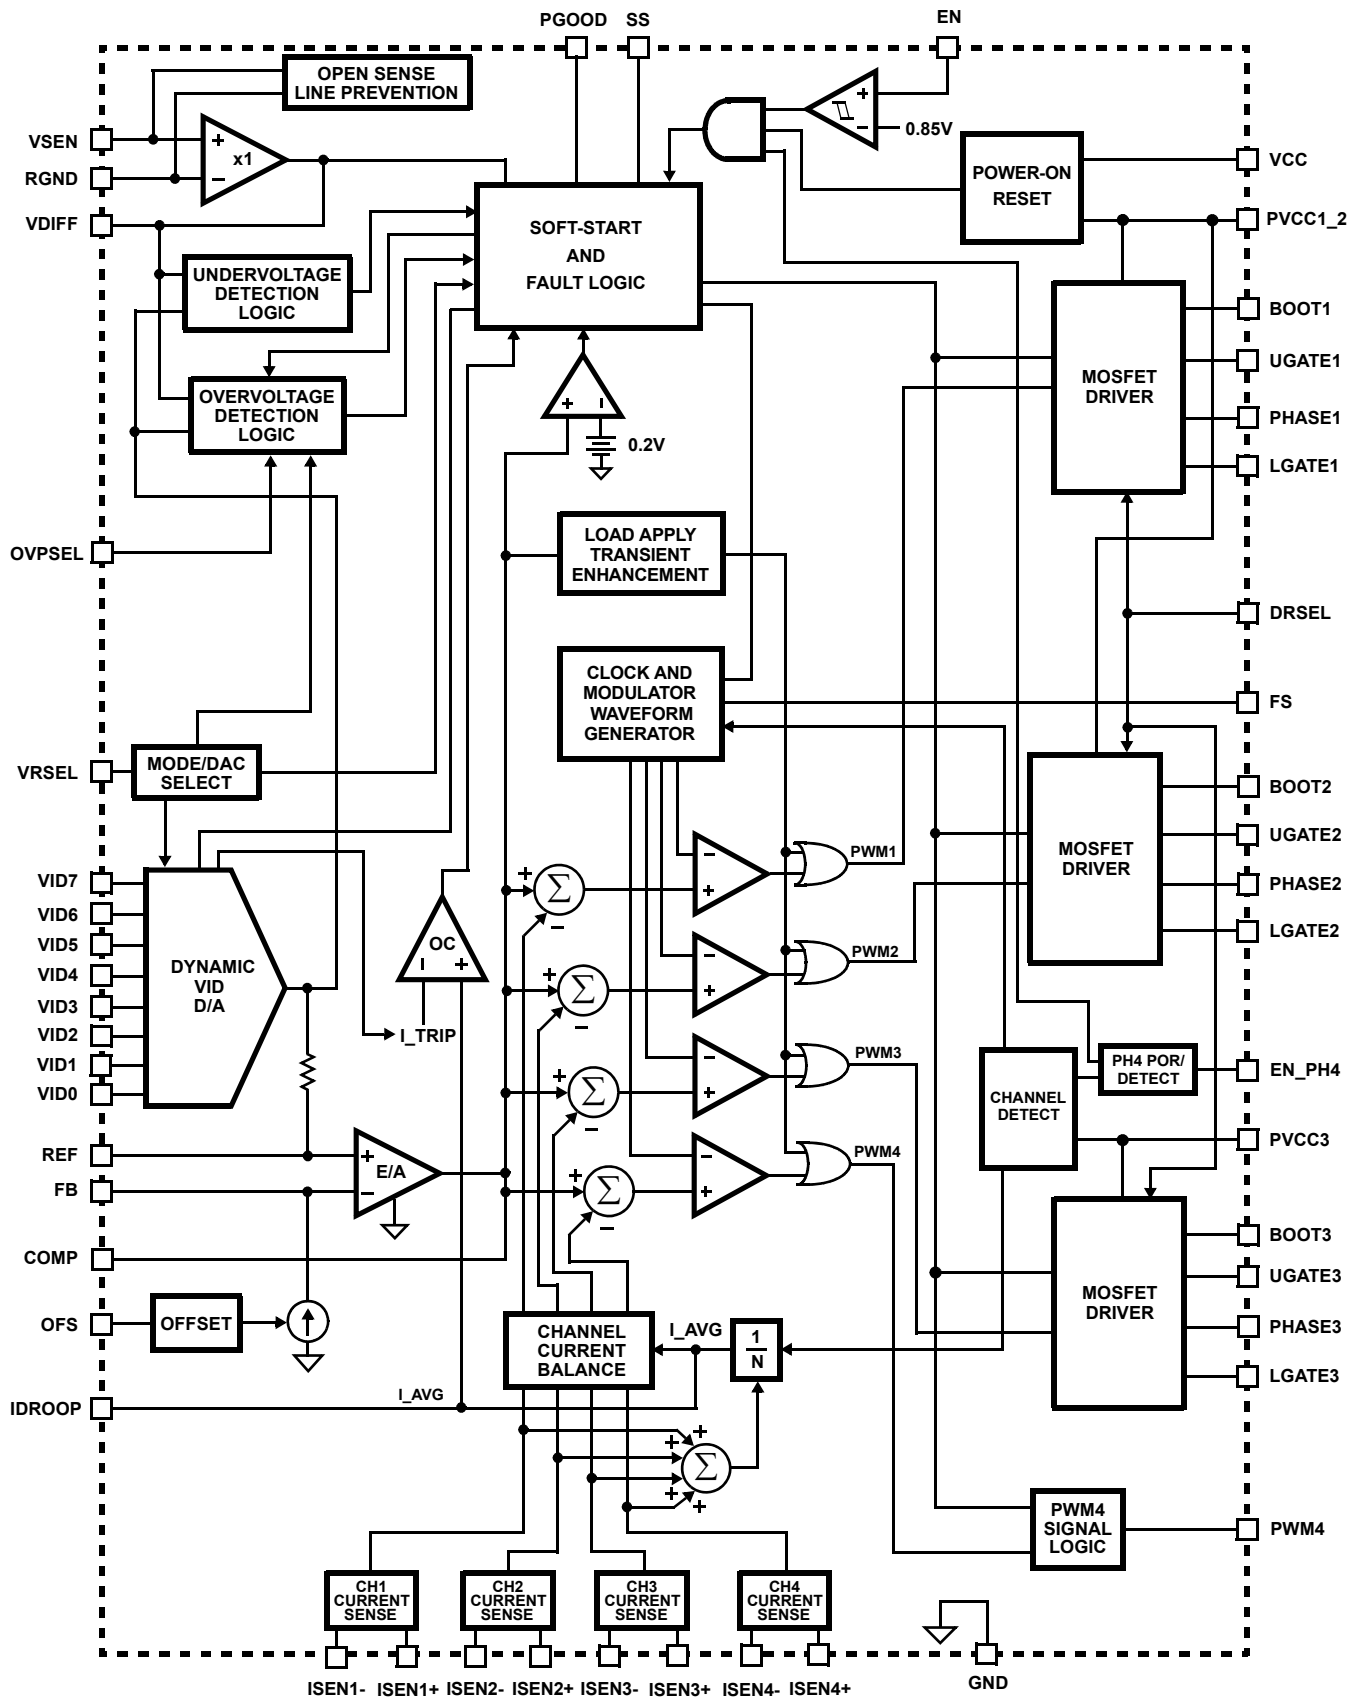 PGOOD SS EN
OPEN SENSE
LINE PREVENTION
VSEN
+
x1
−
RGND
VDIFF
+
−
0.85V
POWER-ON
RESET
VCC
PVCC1_2
SOFT-START
AND
FAULT LOGIC
UNDERVOLTAGE
DETECTION
LOGIC
OVERVOLTAGE
DETECTION
LOGIC
+ −
0.2V
MOSFET
DRIVER
BOOT1
UGATE1
PHASE1
LGATE1
OVPSEL
LOAD APPLY
TRANSIENT
ENHANCEMENT
DRSEL
CLOCK AND
MODULATOR
WAVEFORM
GENERATOR
FS
VRSEL
MODE/DAC
SELECT
MOSFET
DRIVER
BOOT2
UGATE2
PHASE2
LGATE2
VID7
VID6
VID5
VID4
VID3
VID2
VID1
VID0
DYNAMIC
VID
D/A
OC
− +
I_TRIP
+
Σ
−
−
+
PWM1
+
Σ
−
−
+
PWM2
+
Σ
−
−
+
PWM3
+
Σ
−
−
+
PWM4
CHANNEL
DETECT
PH4 POR/
DETECT
EN_PH4
PVCC3
REF
FB
+
E/A
−
COMP
OFS
OFFSET
MOSFET
DRIVER
BOOT3
UGATE3
PHASE3
LGATE3
CHANNEL
CURRENT
BALANCE
I_AVG
1
N
IDROOP
I_AVG
+
+
+
Σ
+
+
PWM4
SIGNAL
LOGIC
PWM4
CH1
CURRENT
SENSE
CH2
CURRENT
SENSE
CH3
CURRENT
SENSE
CH4
CURRENT
SENSE
ISEN1- ISEN1+ ISEN2- ISEN2+ ISEN3- ISEN3+ ISEN4- ISEN4+
GND